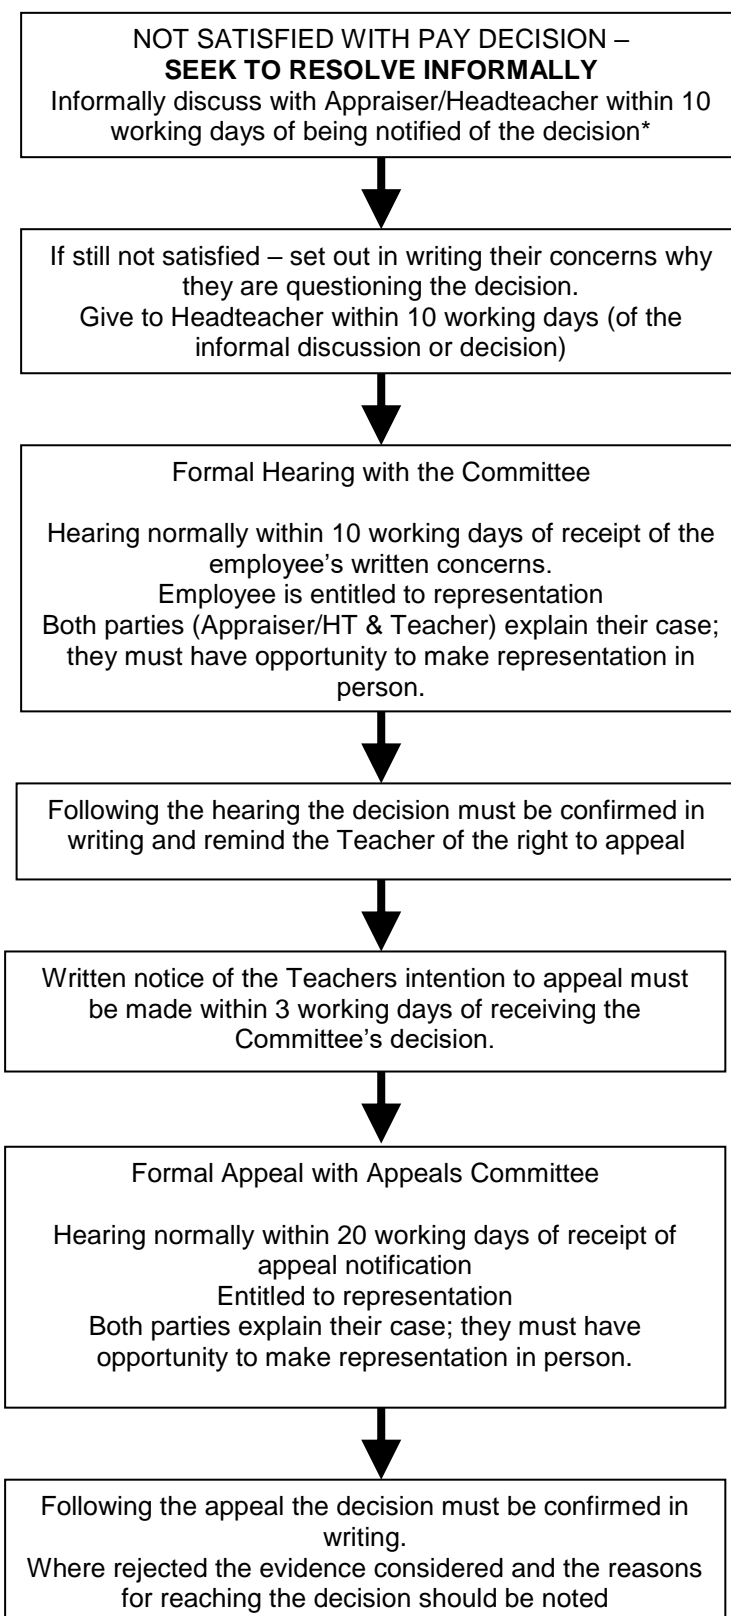 NOT SATISFIED WITH PAY DECISION –
SEEK TO RESOLVE INFORMALLY
Informally discuss with Appraiser/Headteacher within 10
working days of being notified of the decision*
If still not satisfied – set out in writing their concerns why
they are questioning the decision.
Give to Headteacher within 10 working days (of the
informal discussion or decision)
Formal Hearing with the Committee
Hearing normally within 10 working days of receipt of the
employee's written concerns.
Employee is entitled to representation
Both parties (Appraiser/HT & Teacher) explain their case;
they must have opportunity to make representation in
person.
Following the hearing the decision must be confirmed in
writing and remind the Teacher of the right to appeal
Written notice of the Teachers intention to appeal must
be made within 3 working days of receiving the
Committee's decision.
Formal Appeal with Appeals Committee
Hearing normally within 20 working days of receipt of
appeal notification
Entitled to representation
Both parties explain their case; they must have
opportunity to make representation in person.
Following the appeal the decision must be confirmed in
writing.
Where rejected the evidence considered and the reasons
for reaching the decision should be noted